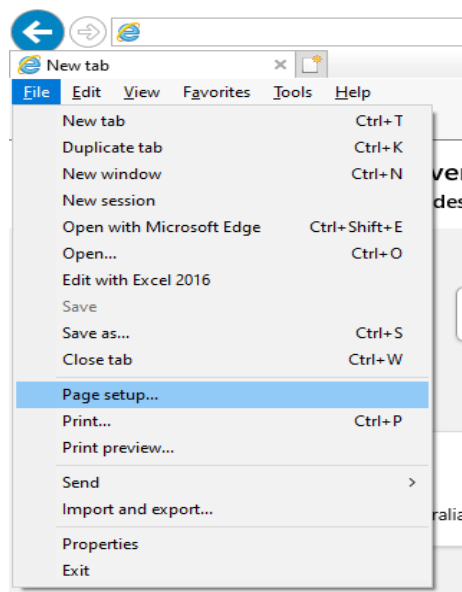 New tab
File Edit View Favorites Tools Help
New tab Ctrl+T
Duplicate tab Ctrl+K
New window Ctrl+N
New session
Open with Microsoft Edge Ctrl+Shift+E
Open... Ctrl+O
Edit with Excel 2016
Save
Save as... Ctrl+S
Close tab Ctrl+W
Page setup...
Print... Ctrl+P
Print preview...
Send
Import and export...
Properties
Exit